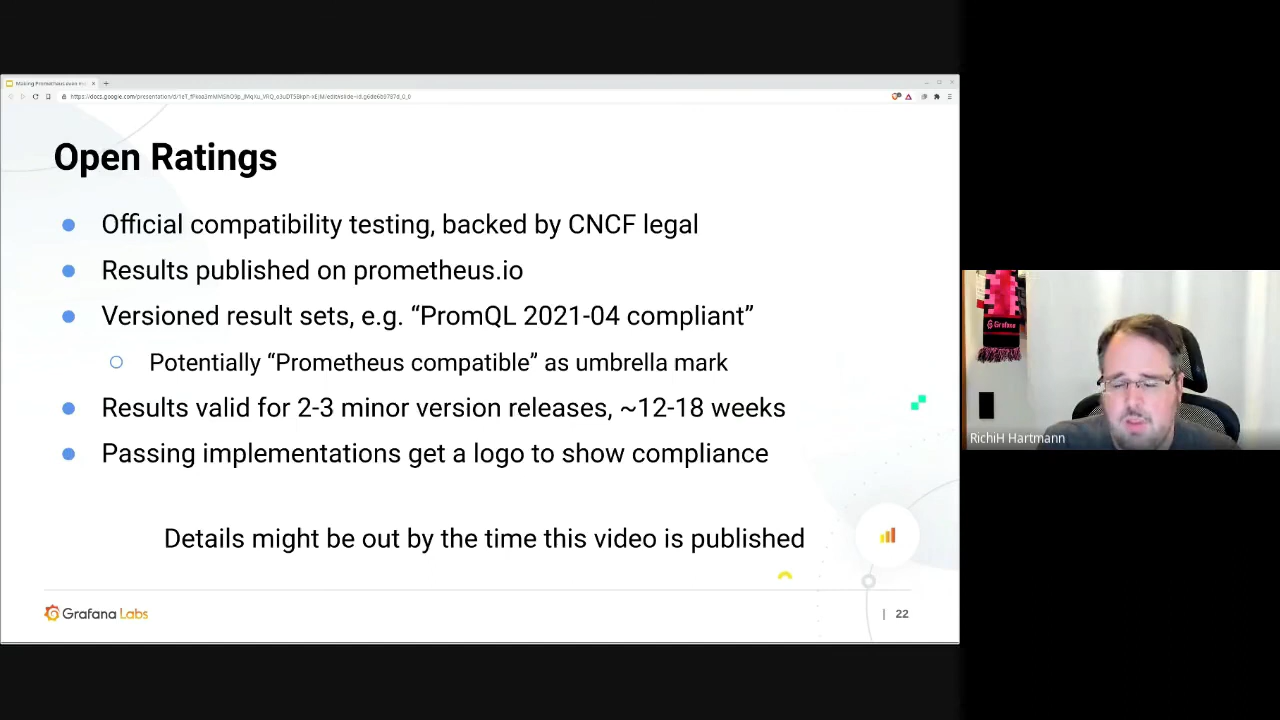 Open Ratings
Official compatibility testing, backed by CNCF legal
Results published on prometheus.io
Versioned result sets, e.g. “PromQL 2021-04 compliant”
Potentially “Prometheus compatible” as umbrella mark
Results valid for 2-3 minor version releases, ~12-18 weeks
Passing implementations get a logo to show compliance
Details might be out by the time this video is published
Grafana Labs
| 22
Grafana
RichiH Hartmann